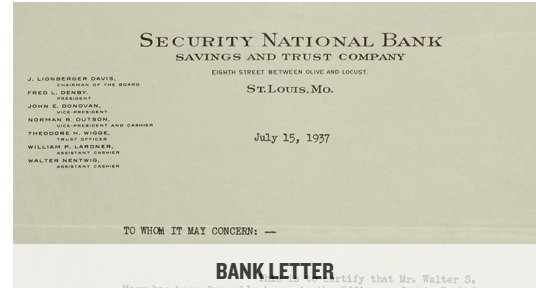 SECURITY NATIONAL BANK
SAVINGS AND TRUST COMPANY
EIGHTH STREET BETWEEN OLIVE AND LOCUST.
ST. LOUIS, MO.
J. LIONBERGER DAVIS,
CHAIRMAN OF THE BOARD
FRED L. DENBY,
PRESIDENT
JOHN E. DONOVAN,
VICE-PRESIDENT
NORMAN R. DUTSON,
VICE-PRESIDENT AND CASHIER
THEODORE H. WIGGE,
TRUST OFFICER
WILLIAM P. LARDNER,
ASSISTANT CASHIER
WALTER NENTWIG,
ASSISTANT CASHIER
July 15, 1937
TO WHOM IT MAY CONCERN: --
BANK LETTER
This is to certify that Mr. Walter S.